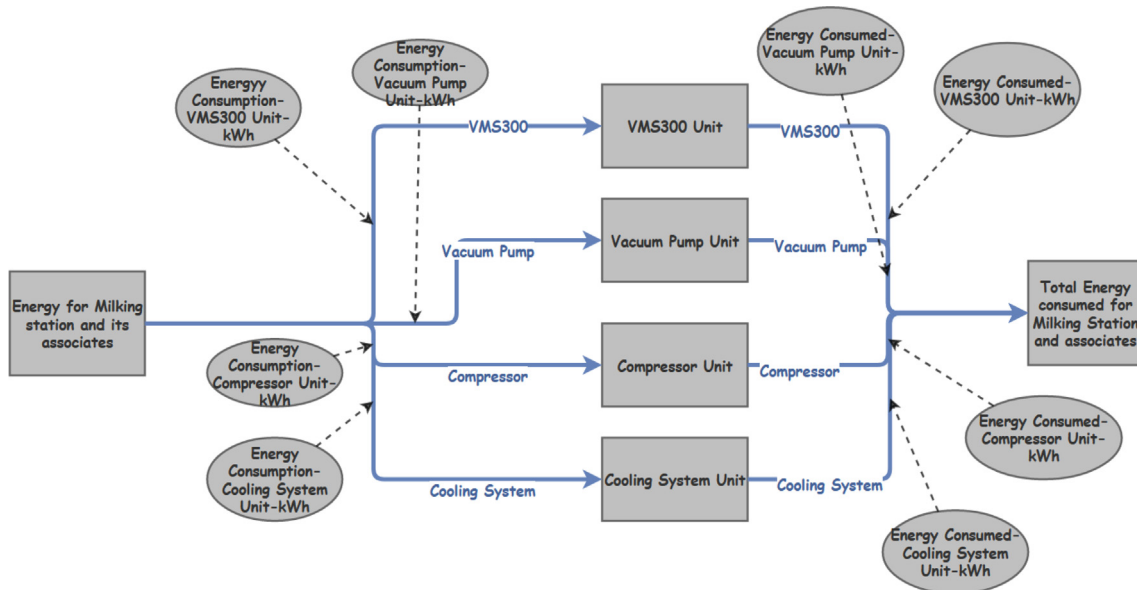 Energy
Consumption-
Vacuum Pump
Unit-kWh
Energyy
Consumption-
VMS300 Unit-
kWh
Energy Consumed-
Vacuum Pump Unit-
kWh
Energy Consumed-
VMS300 Unit-kWh
VMS300
VMS300 Unit
VMS300
Vacuum Pump
Vacuum Pump Unit
Vacuum Pump
Energy for Milking
station and its
associates
Total Energy
consumed for
Milking Station
and associates
Energy
Consumption-
Compressor Unit-
kWh
Compressor
Compressor Unit
Compressor
Energy Consumed-
Compressor Unit-
kWh
Energy
Consumption-
Cooling System
Unit-kWh
Cooling System
Cooling System Unit
Cooling System
Energy Consumed-
Cooling System
Unit-kWh